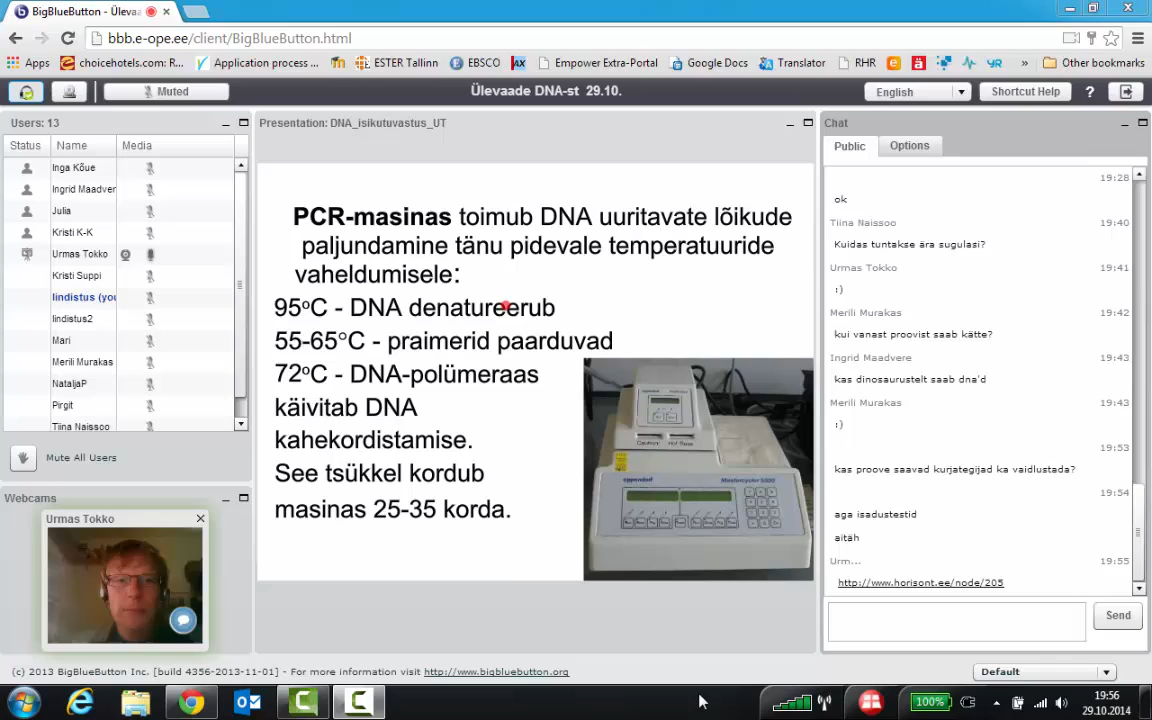 BigBlueButton - Üleva
bbb.e-ope.ee/client/BigBlueButton.html
Apps
choicehotels.com: R...
Application process ...
ESTER Tallinn
EBSCO
Empower Extra-Portal
Google Docs
Translator
RHR
»
Other bookmarks
Muted
Ülevaade DNA-st 29.10.
English
Shortcut Help
?
Users: 13
Status Name Media
Inga Kõue
Ingrid Maadver
Julia
Kristi K-K
Urmas Tokko
Kristi Suppi
lindistus (you
lindistus2
Mari
Merili Murakas
NataljaP
Pirgit
Tiina Naissoo
Mute All Users
Webcams
Urmas Tokko
Presentation: DNA_isikutuvastus_UT
PCR-masinas toimub DNA uuritavate lõikude
paljundamine tänu pidevale temperatuuride
vaheldumisele:
95°C - DNA denatureerub
55-65°C - praimerid paarduvad
72°C - DNA-polümeraas
käivitab DNA
kahekordistamise.
See tsükkel kordub
masinas 25-35 korda.
eppendorf
Mastercycler 5330
Chat
Public Options
19:28
ok
Tiina Naissoo 19:40
Kuidas tuntakse ära sugulasi?
Urmas Tokko 19:41
:)
Merili Murakas 19:42
kui vanast proovist saab kätte?
Ingrid Maadvere 19:43
kas dinosaurustelt saab dna'd
Merili Murakas 19:43
:)
19:53
kas proove saavad kurjategijad ka vaidlustada?
19:54
aga isadustestid
aitäh
Urm... 19:55
http://www.horisont.ee/node/205
Send
(c) 2013 BigBlueButton Inc. [build 4356-2013-11-01] - For more information visit http://www.bigbluebutton.org
Default
100%
19:56
29.10.2014